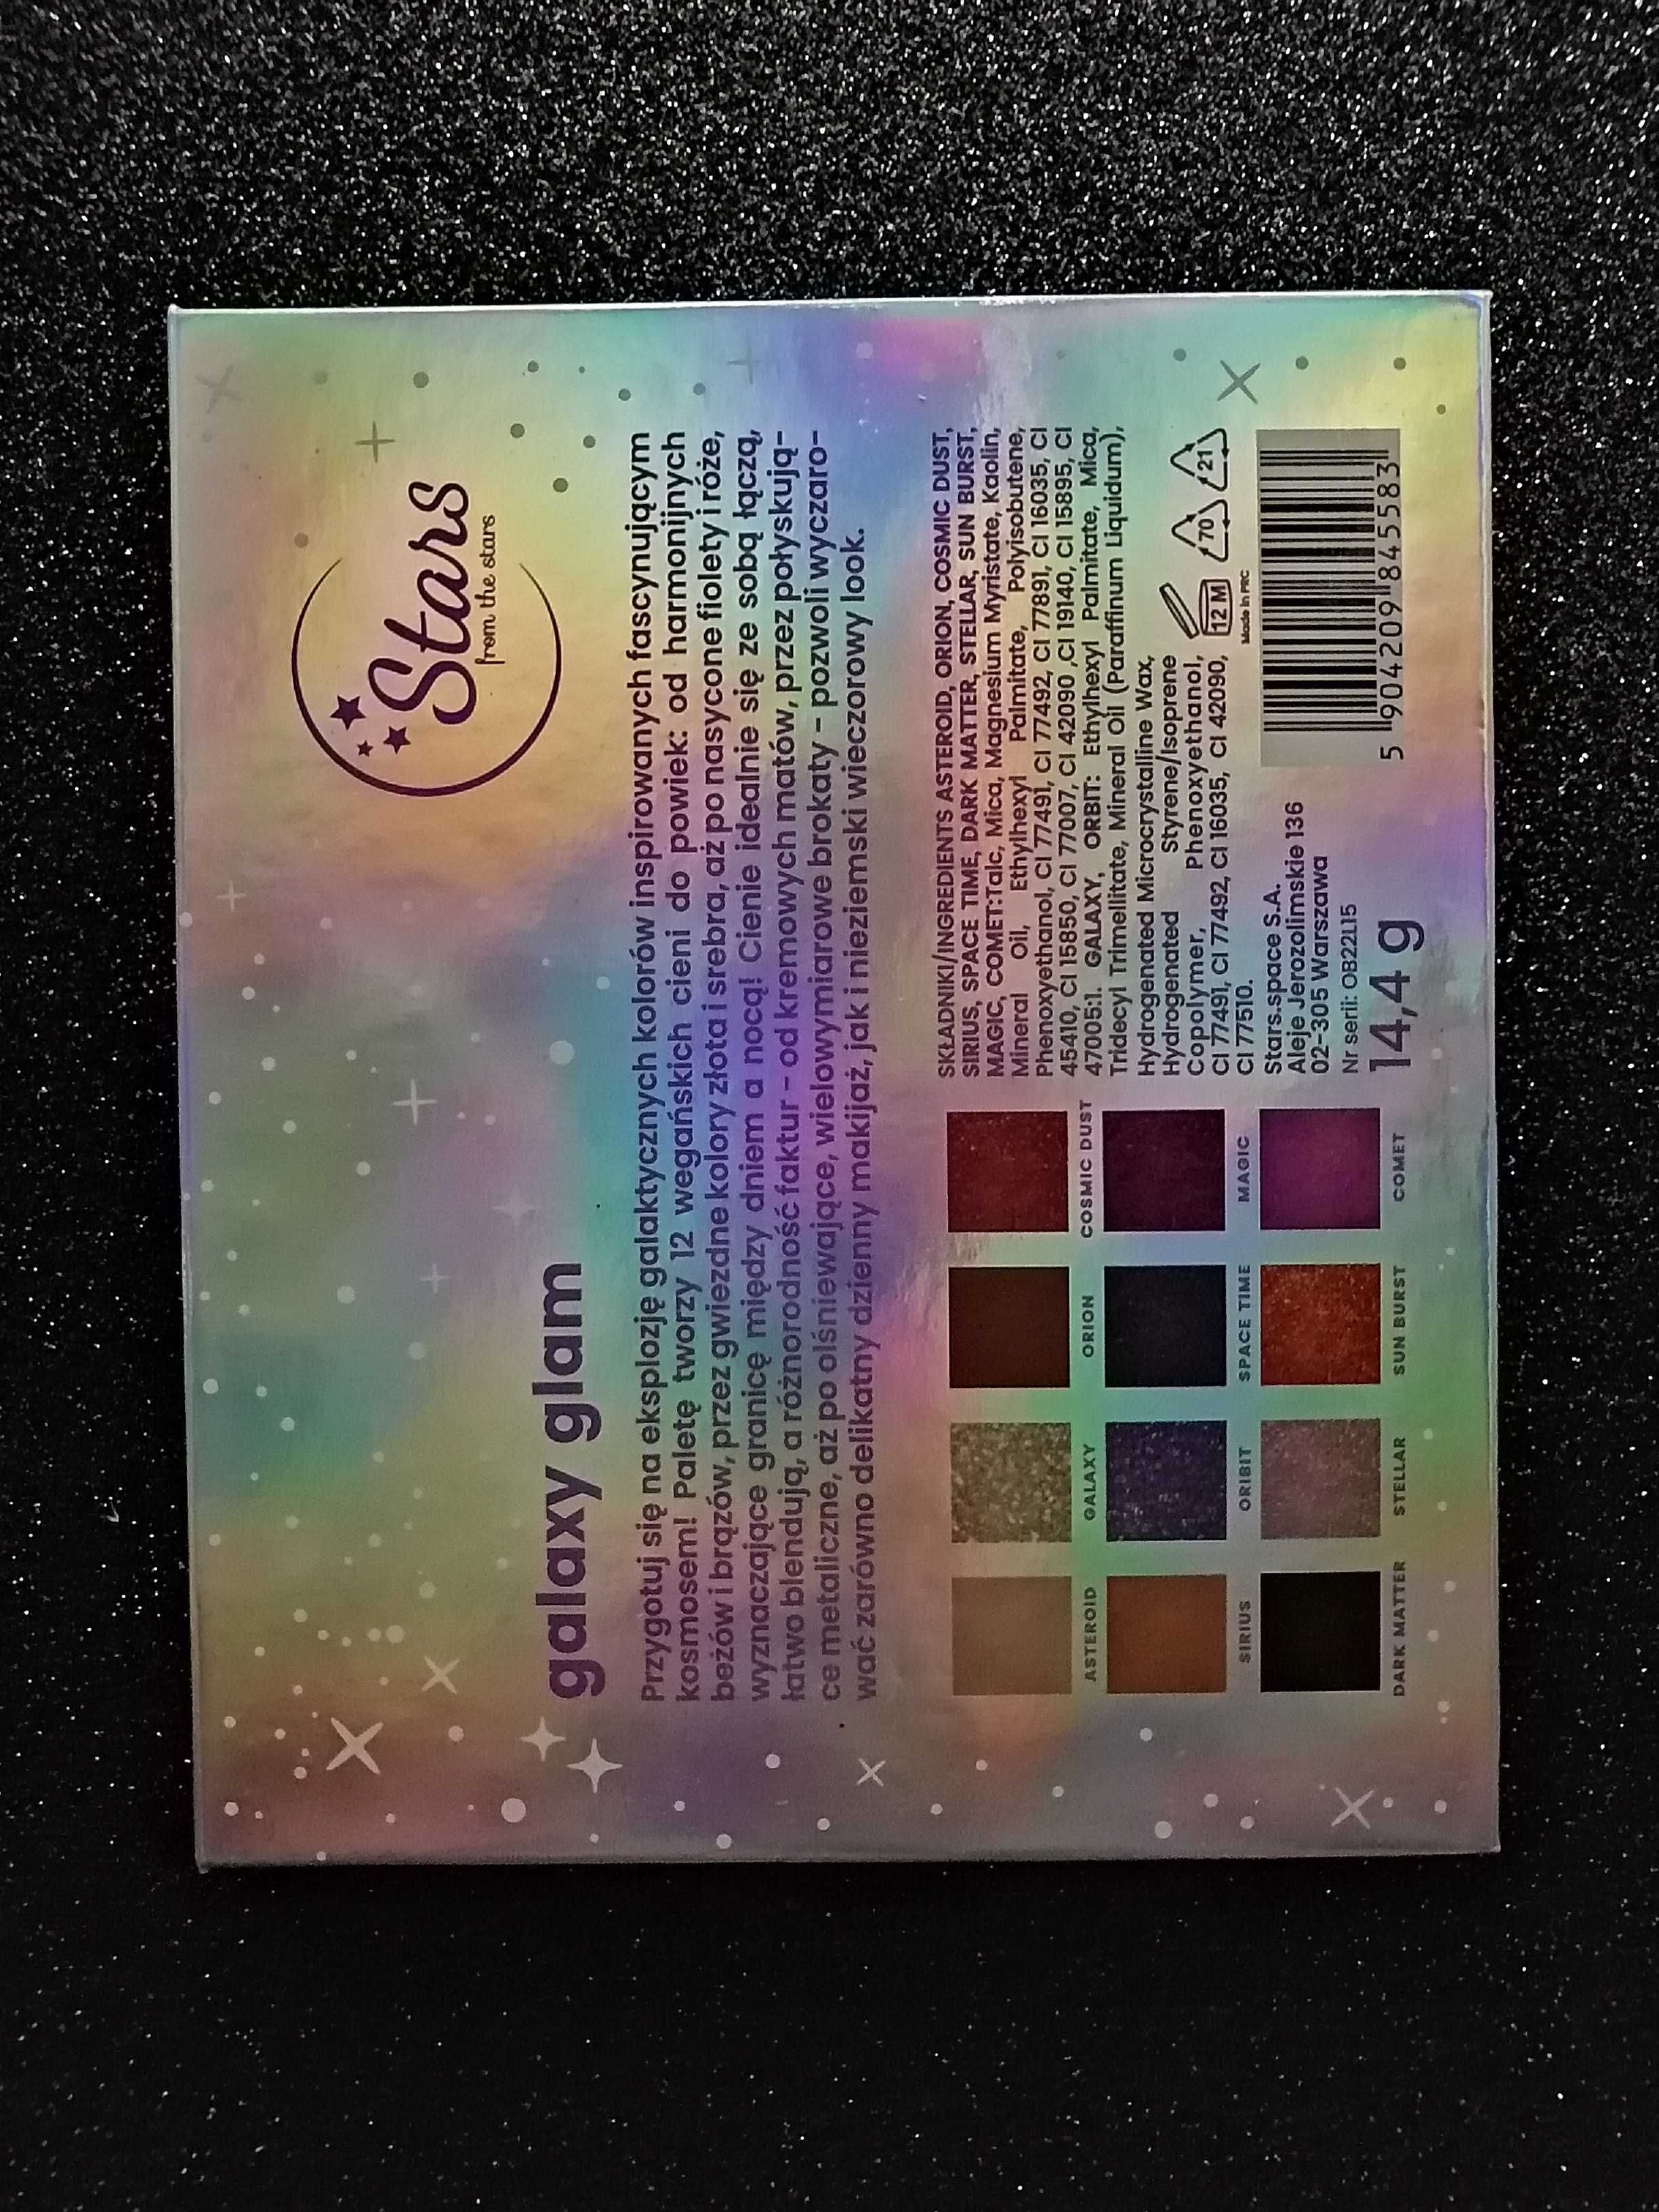 Stars
from the stars
galaxy glam
Przygotuj się na eksplozję galaktycznych kolorów inspirowanych fascynującym
kosmosem! Paletę tworzy 12 wegańskich cieni do powiek: od harmonijnych
beżów i brązów, przez gwiezdne kolory złota i srebra, aż po nasycone fiolety i róże,
wyznaczające granicę między dniem a nocą! Cienie idealnie się ze sobą łączą,
łatwo blendują, a różnorodność faktur - od kremowych matów, przez połyskują-
ce metaliczne, aż po olśniewające, wielowymiarowe brokaty - pozwoli wyczaro-
wać zarówno delikatny dzienny makijaż, jak i nieziemski wieczorowy look.
ASTEROID GALAXY ORION COSMIC DUST
SIRIUS ORIBIT SPACE TIME MAGIC
DARK MATTER STELLAR SUN BURST COMET
SKŁADNIKI/INGREDIENTS ASTEROID, ORION, COSMIC DUST,
SIRIUS, SPACE TIME, DARK MATTER, STELLAR, SUN BURST,
MAGIC, COMET:Talc, Mica, Magnesium Myristate, Kaolin,
Mineral Oil, Ethylhexyl Palmitate, Polyisobutene,
Phenoxyethanol, CI 77491, CI 77492, CI 77891, CI 16035, CI
45410, CI 15850, CI 77007, CI 42090 ,CI 19140, CI 15895, CI
47005:1. GALAXY, ORBIT: Ethylhexyl Palmitate, Mica,
Tridecyl Trimellitate, Mineral Oil (Paraffinum Liquidum),
Hydrogenated Microcrystalline Wax,
Hydrogenated Styrene/Isoprene
Copolymer, Phenoxyethanol,
CI 77491, CI 77492, CI 16035, CI 42090,
CI 77510.
12 M
70
21
Made in PRC
Stars.space S.A.
Aleje Jerozolimskie 136
02-305 Warszawa
Nr serii: OB22L15
14,4 g
5 904209 845583